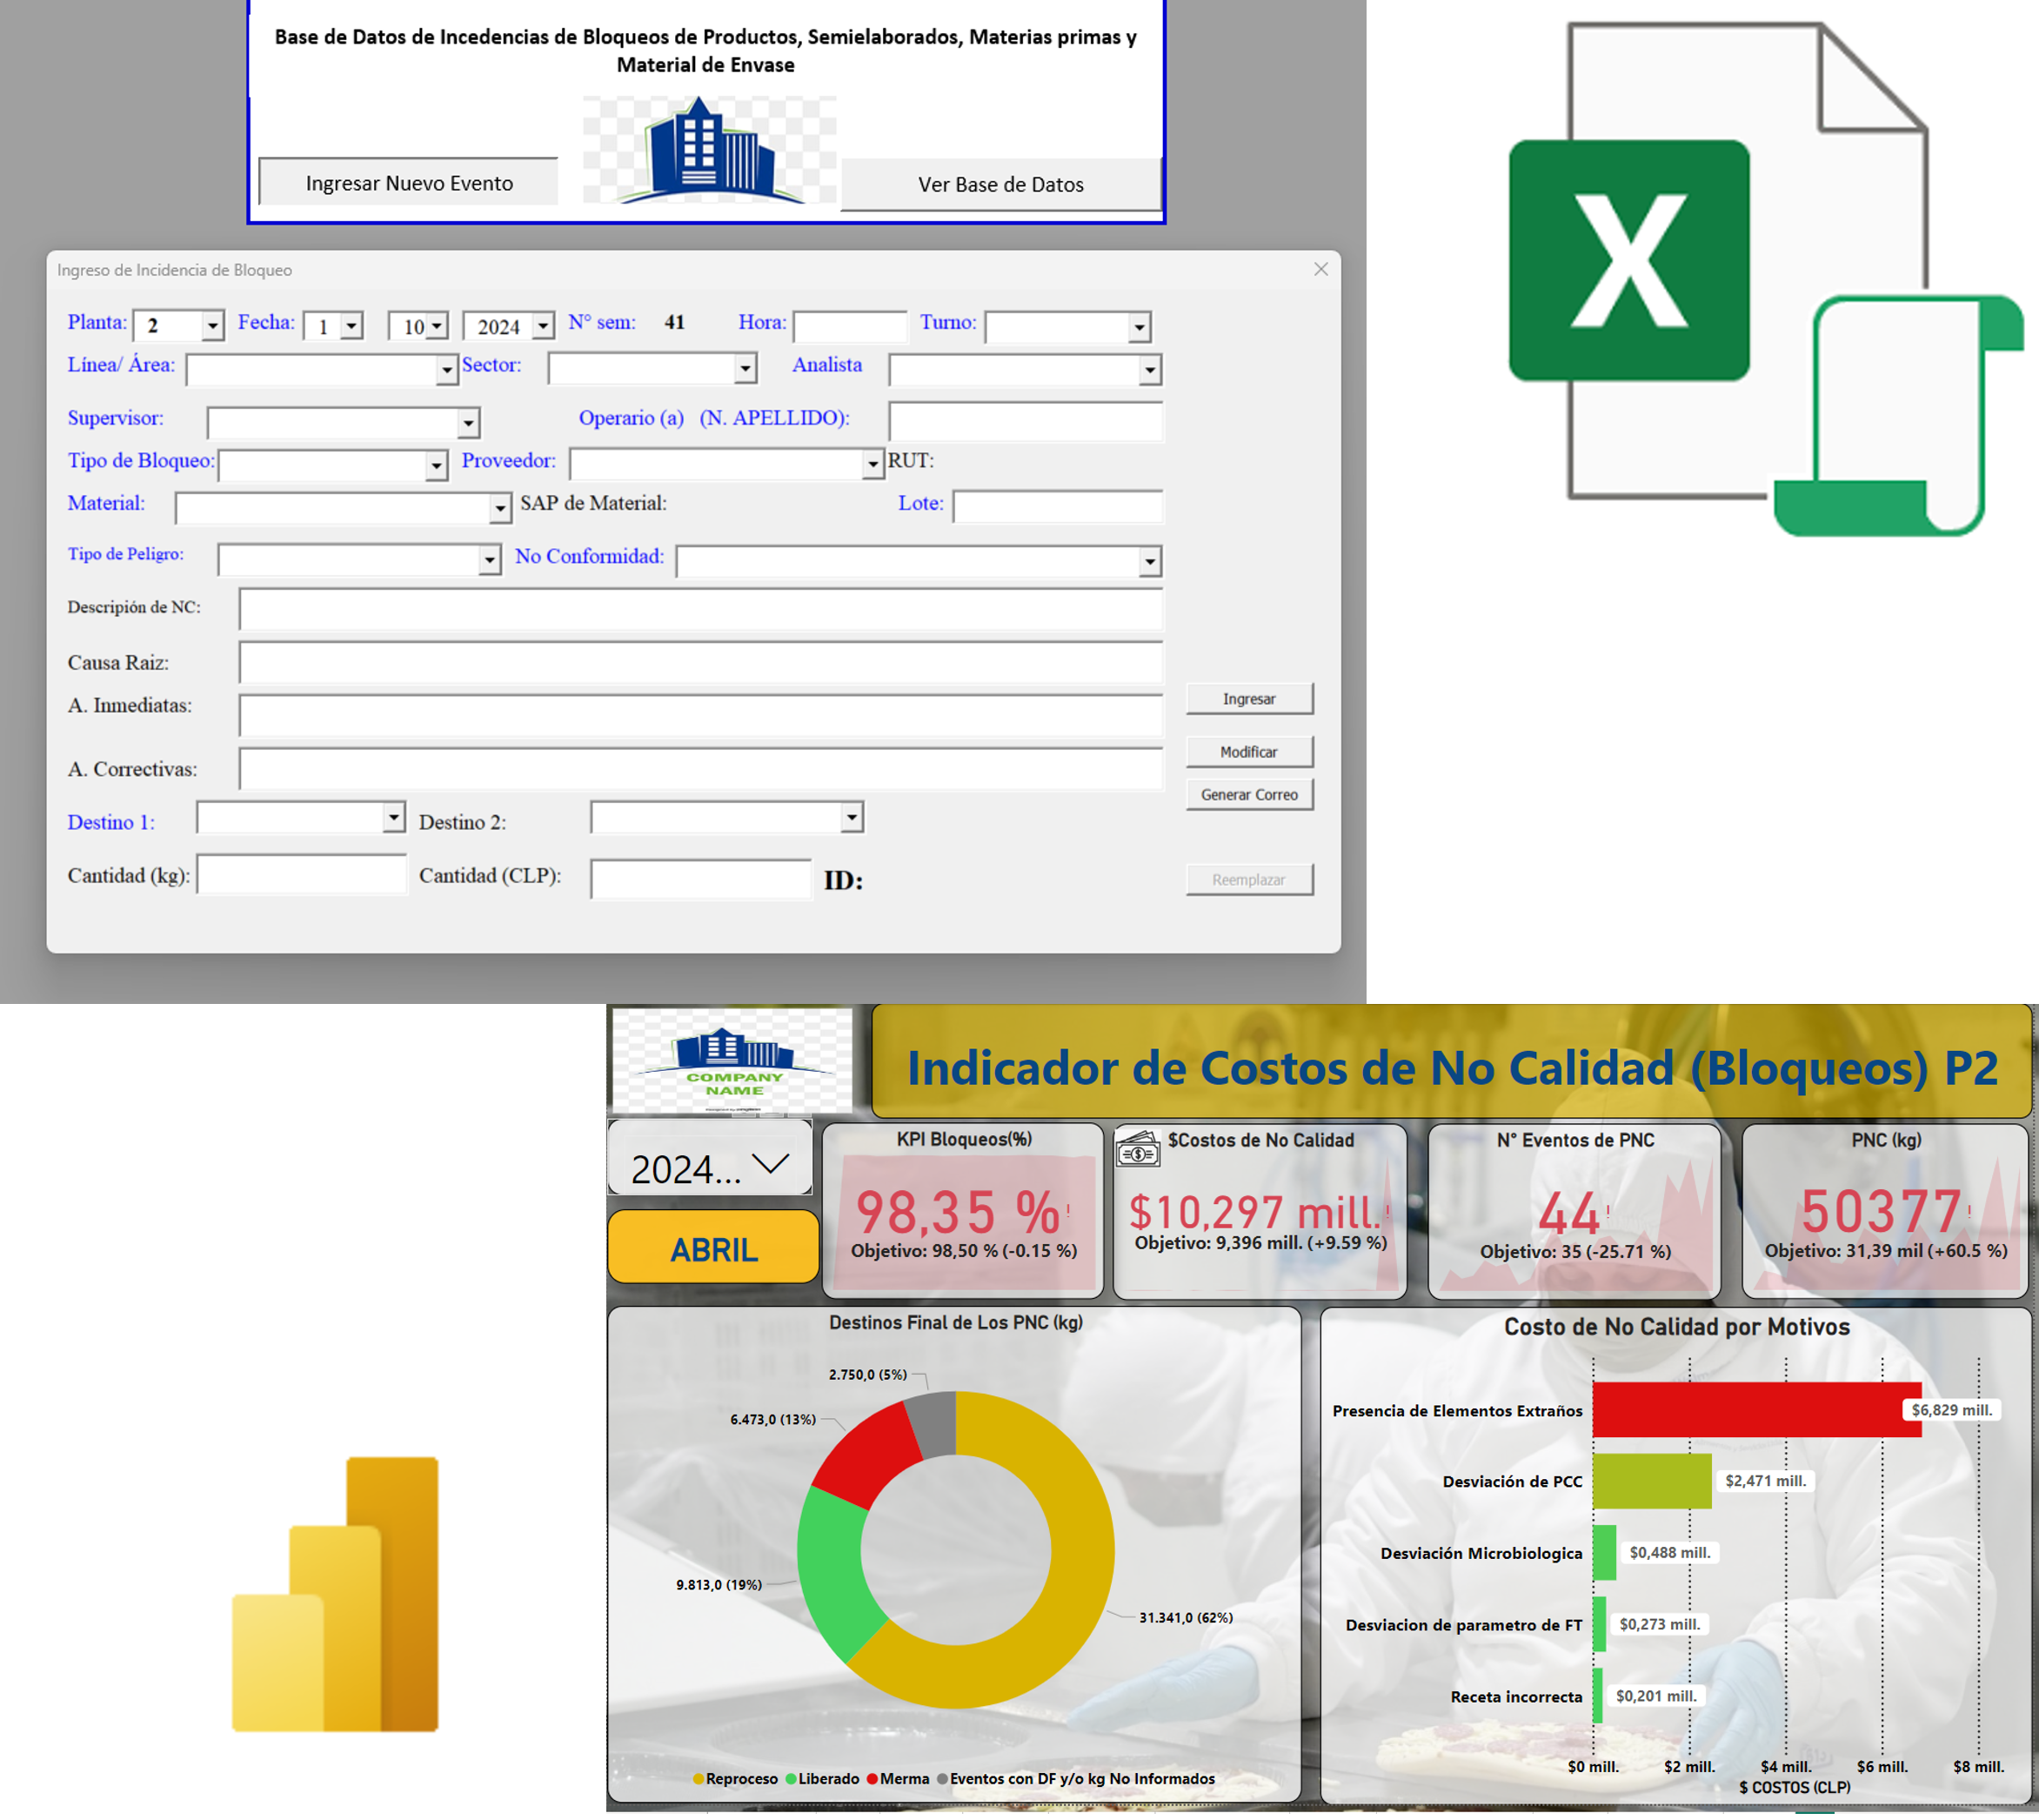 Base de Datos de Incedencias de Bloqueos de Productos, Semielaborados, Materias primas y
Material de Envase
Ingresar Nuevo Evento
Ver Base de Datos
X
Ingreso de Incidencia de Bloqueo
Planta: 2 Fecha: 1 10 2024 N° sem: 41 Hora: Turno:
Línea/ Área: Sector: Analista
Supervisor: Operario (a) (N. APELLIDO):
Tipo de Bloqueo: Proveedor: RUT:
Material: SAP de Material: Lote:
Tipo de Peligro: No Conformidad:
Descripión de NC:
Causa Raiz:
A. Inmediatas:
Ingresar
Modificar
A. Correctivas:
Generar Correo
Destino 1: Destino 2:
Cantidad (kg): Cantidad (CLP): ID:
Reemplazar
COMPANY
NAME
Indicador de Costos de No Calidad (Bloqueos) P2
2024...
ABRIL
KPI Bloqueos(%)
98,35 %!
Objetivo: 98,50 % (-0.15 %)
$Costos de No Calidad
$10,297 mill.!
Objetivo: 9,396 mill. (+9.59 %)
N° Eventos de PNC
44!
Objetivo: 35 (-25.71 %)
PNC (kg)
50377!
Objetivo: 31,39 mil (+60.5 %)
Destinos Final de Los PNC (kg)
2.750,0 (5%)
6.473,0 (13%)
9.813,0 (19%)
31.341,0 (62%)
Reproceso Liberado Merma Eventos con DF y/o kg No Informados
Costo de No Calidad por Motivos
Presencia de Elementos Extraños $6,829 mill.
Desviación de PCC $2,471 mill.
Desviación Microbiologica $0,488 mill.
Desviacion de parametro de FT $0,273 mill.
Receta incorrecta $0,201 mill.
$0 mill. $2 mill. $4 mill. $6 mill. $8 mill.
$ COSTOS (CLP)